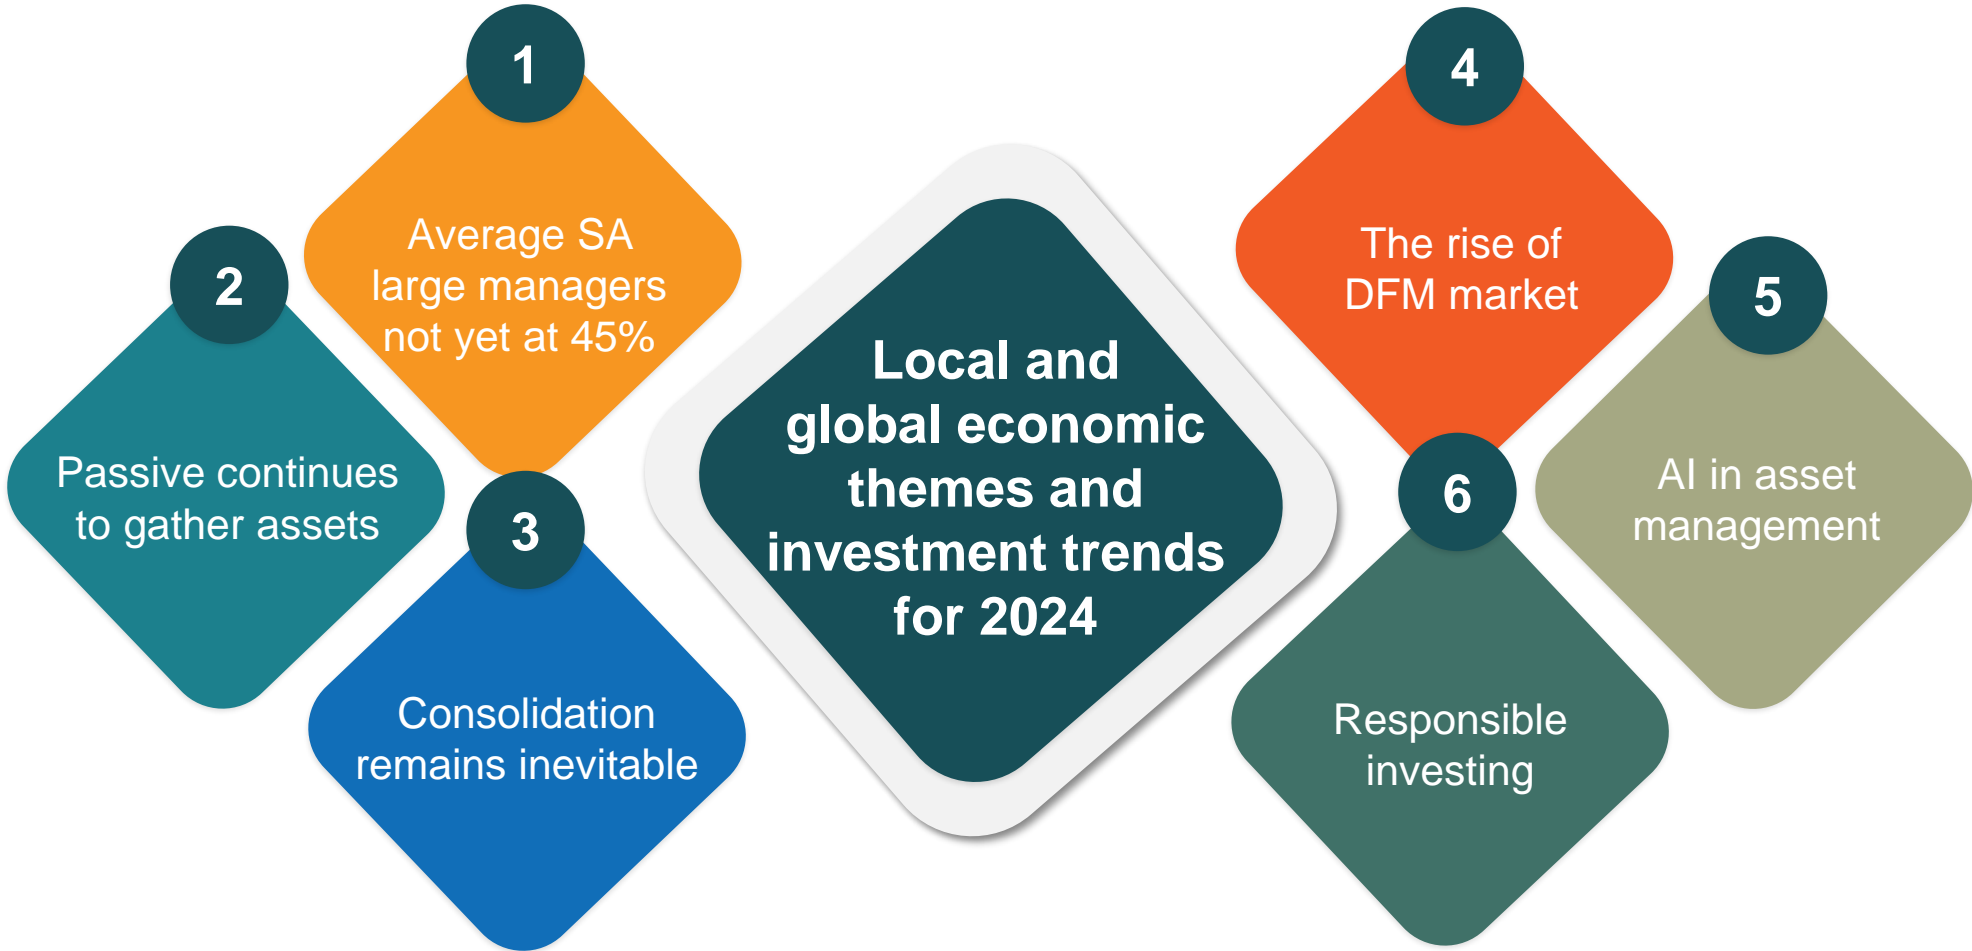 1
Average SA
large managers
not yet at 45%
2
Passive continues
to gather assets
3
Consolidation
remains inevitable
Local and
global economic
themes and
investment trends
for 2024
4
The rise of
DFM market
5
AI in asset
management
6
Responsible
investing